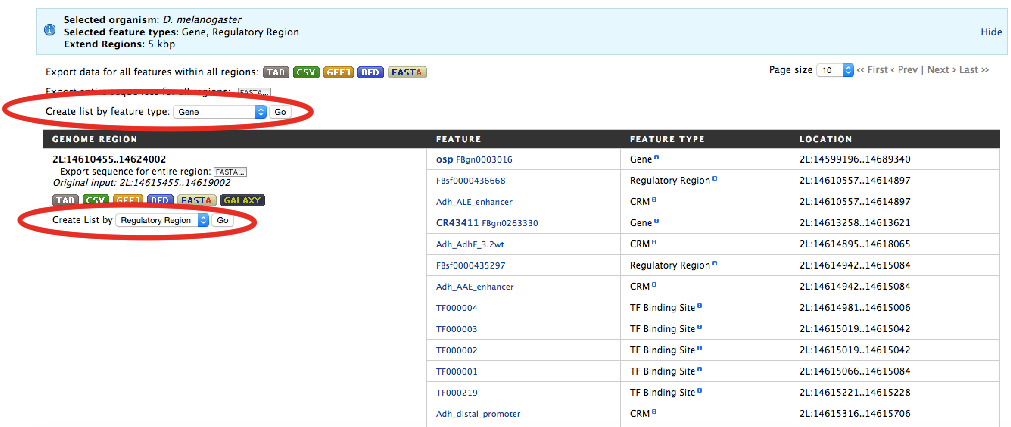 Selected organism: D. melanogaster
Selected feature types: Gene, Regulatory Region
Extend Regions: 5 kbp
Hide
Export data for all features within all regions: TAB CSV GFF3 BED FASTA
Page size 10 << First < Prev | Next > Last >>
for all regions: FASTA...
Create list by feature type: Gene Go
GENOME REGION FEATURE FEATURE TYPE LOCATION
2L:14610455..14624002 osp FBgn0003016 Gene 2L:14599196..14689340
Export sequence for entire region: FASTA...
Original input: 2L:14615455..14619002
FBsf0000436668 Regulatory Region 2L:14610557..14614897
TAB CSV GFF3 BED FASTA GALAXY
Adh_ALE_enhancer CRM 2L:14610557..14614897
Create List by Regulatory Region Go
CR43411 FBgn0263330 Gene 2L:14613258..14613621
Adh_AdhF_3.2wt CRM 2L:14614895..14618065
FBsf0000435297 Regulatory Region 2L:14614942..14615084
Adh_AAE_enhancer CRM 2L:14614942..14615084
TF000004 TF Binding Site 2L:14614981..14615006
TF000003 TF Binding Site 2L:14615019..14615042
TF000002 TF Binding Site 2L:14615019..14615042
TF000001 TF Binding Site 2L:14615066..14615084
TF000219 TF Binding Site 2L:14615221..14615228
Adh_distal_promoter CRM 2L:14615316..14615706